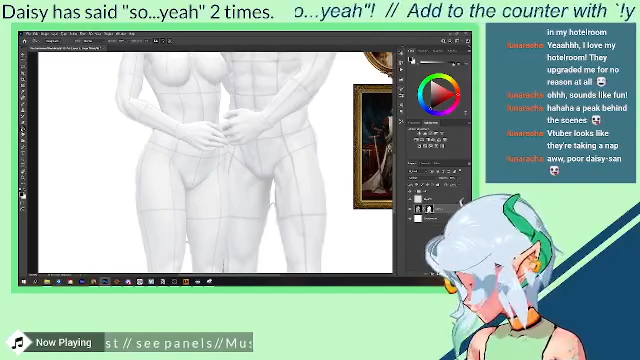 Daisy has said "so...yeah" 2 times.
o...yeah"! // Add to the counter with `!y
in my hotelroom
lunaracha Yeaahhh, I love my
hotelroom! They
upgraded me for no
reason at all
lunaracha ohhh, sounds like fun!
lunaracha hahaha a peak behind
the scenes
lunaracha Vtuber looks like
they're taking a nap
lunaracha aww, poor daisy-san
Now Playing
st // see panels//Mus